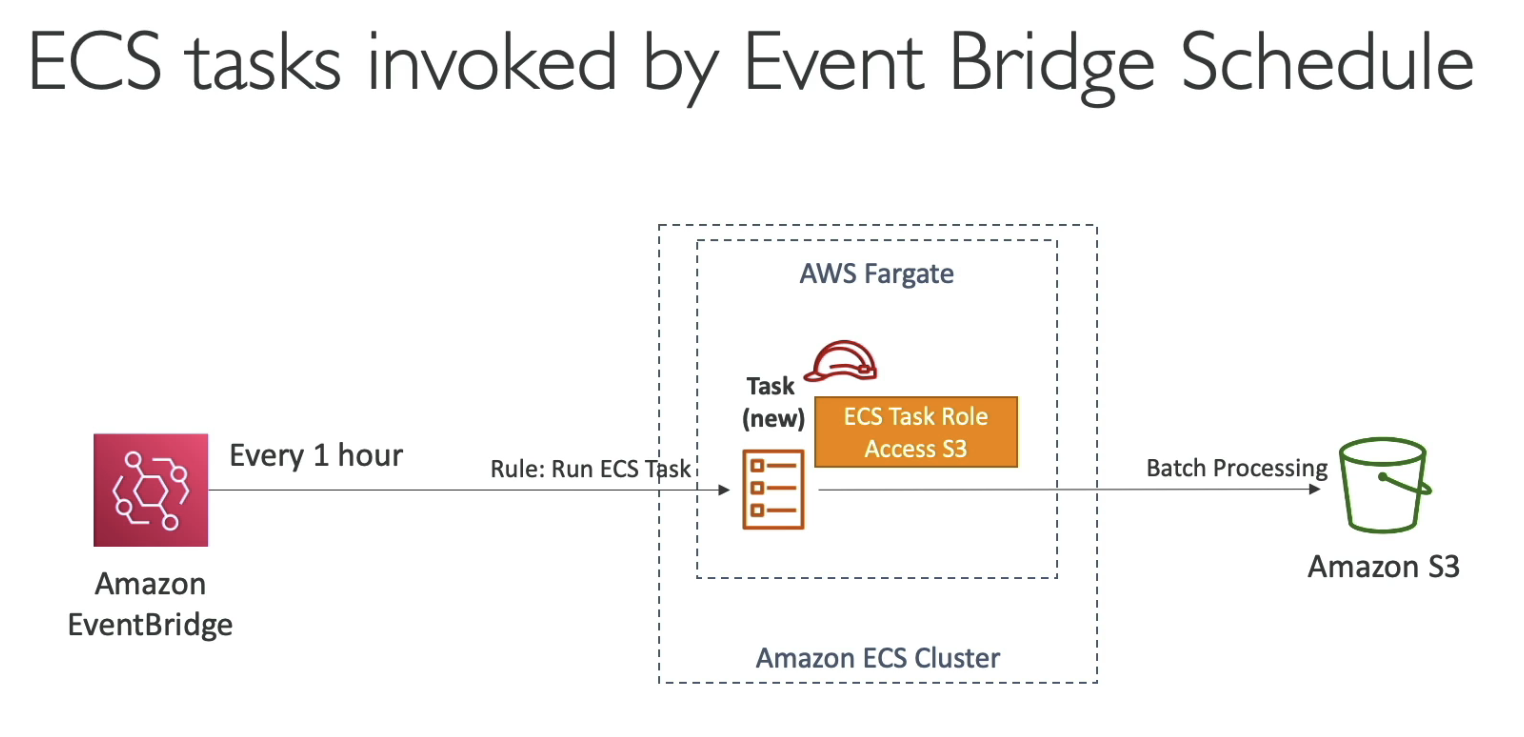 ECS tasks invoked by Event Bridge Schedule
AWS Fargate
Task
(new)
ECS Task Role
Access S3
Every 1 hour
Rule: Run ECS Task
Batch Processing
Amazon
EventBridge
Amazon S3
Amazon ECS Cluster